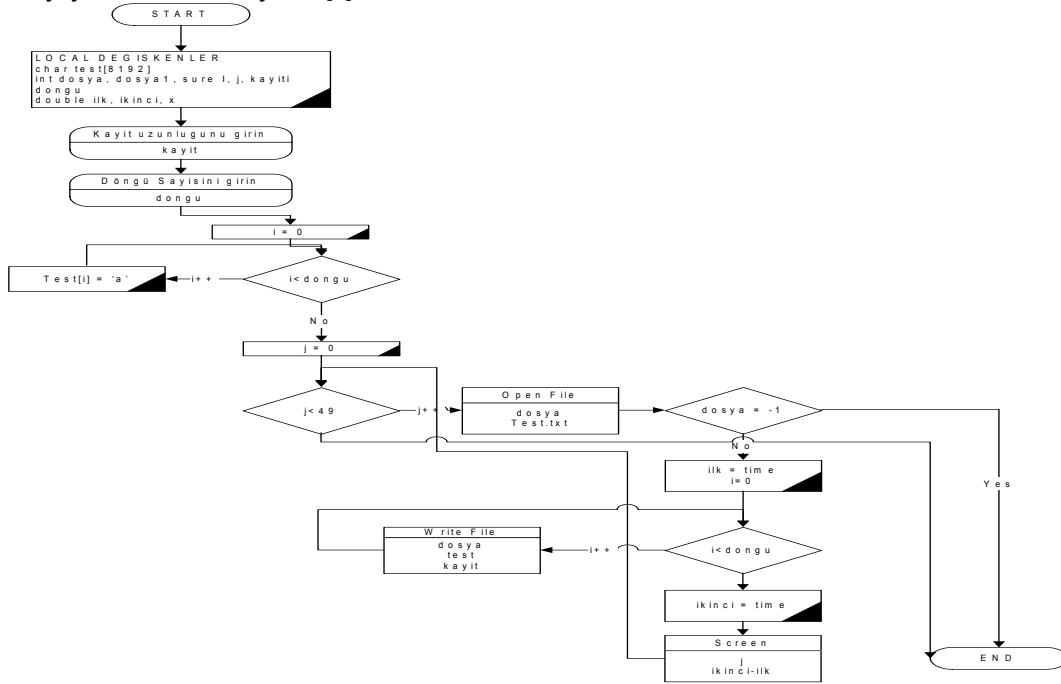 START
LOCAL DEGISKENLER
char test[8192]
int dosya, dosya1, sure I, j, kayiti
dongu
double ilk, ikinci, x
Kayit uzunlugunu girin
kayit
Döngü Sayisini girin
dongu
i = 0
Test[i] = 'a'
i++
i<dongu
No
j = 0
j<49
j++
Open File
dosya
Test.txt
dosya = -1
No
Yes
ilk = time
i=0
Write File
dosya
test
kayit
i++
i<dongu
ikinci = time
Screen
j
ikinci-ilk
END